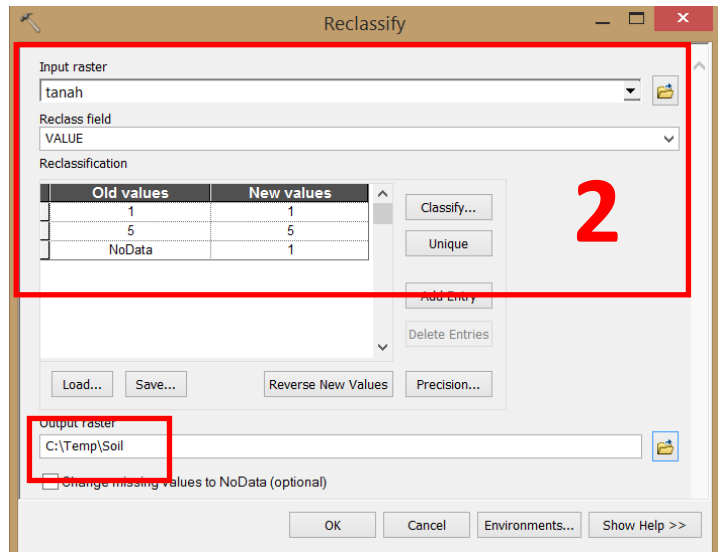 Reclassify
Input raster
tanah
Reclass field
VALUE
Reclassification
Old values New values
1 1
5 5
NoData 1
Classify...
Unique
Add Entry
Delete Entries
2
Load... Save... Reverse New Values Precision...
Output raster
C:\Temp\Soil
Change missing values to NoData (optional)
OK Cancel Environments... Show Help >>